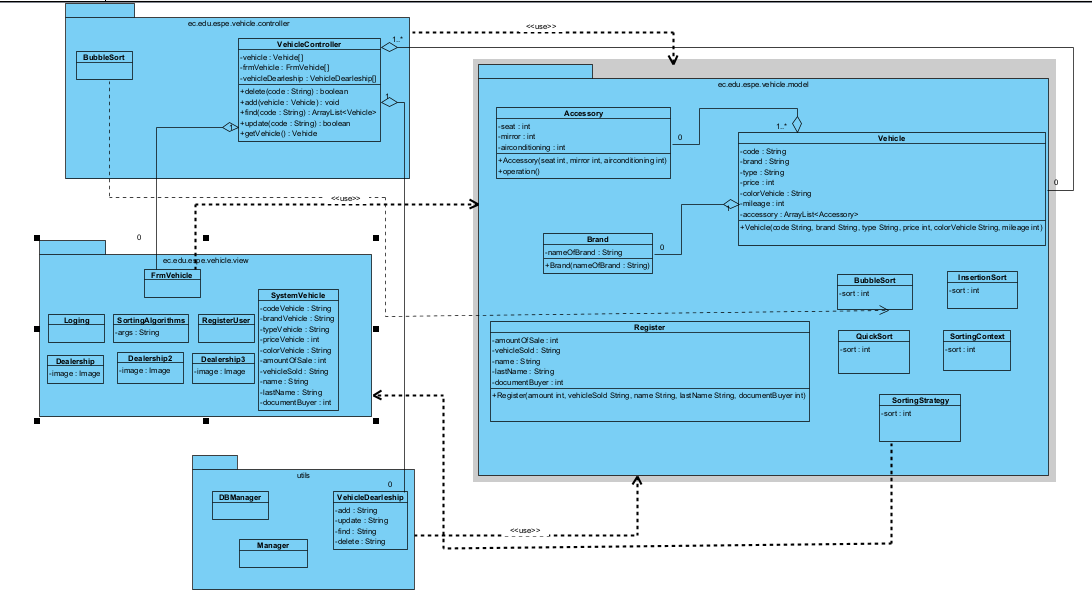 ec.edu.espe.vehicle.controller
BubbleSort
VehicleController
-vehicle : Vehicle[]
-frmVehicle : FrmVehicle[]
-vehicleDearleship : VehicleDearleship[]
+delete(code : String) : boolean
+add(vehicle : Vehicle) : void
+find(code : String) : ArrayList<Vehicle>
+update(code : String) : boolean
+getVehicle() : Vehicle
1..*
1
1
<<use>>
ec.edu.espe.vehicle.model
Accessory
-seat : int
-mirror : int
-airconditioning : int
+Accessory(seat int, mirror int, airconditioning int)
+operation()
0
1..*
Vehicle
-code : String
-brand : String
-type : String
-price : int
-colorVehicle : String
-mileage : int
-accessory : ArrayList<Accessory>
+Vehicle(code String, brand String, type String, price int, colorVehicle String, mileage int)
0
1
Brand
-nameOfBrand : String
+Brand(nameOfBrand : String)
0
BubbleSort
-sort : int
InsertionSort
-sort : int
QuickSort
-sort : int
SortingContext
-sort : int
SortingStrategy
-sort : int
Register
-amountOfSale : int
-vehicleSold : String
-name : String
-lastName : String
-documentBuyer : int
+Register(amount int, vehicleSold String, name String, lastName String, documentBuyer int)
<<use>>
0
ec.edu.espe.vehicle.view
FrmVehicle
Loging
SortingAlgorithms
-args : String
RegisterUser
Dealership
-image : Image
Dealership2
-image : Image
Dealership3
-image : Image
SystemVehicle
-codeVehicle : String
-brandVehicle : String
-typeVehicle : String
-priceVehicle : int
-colorVehicle : String
-amountOfSale : int
-vehicleSold : String
-name : String
-lastName : String
-documentBuyer : int
utils
DBManager
Manager
0
VehicleDearleship
-add : String
-update : String
-find : String
-delete : String
<<use>>